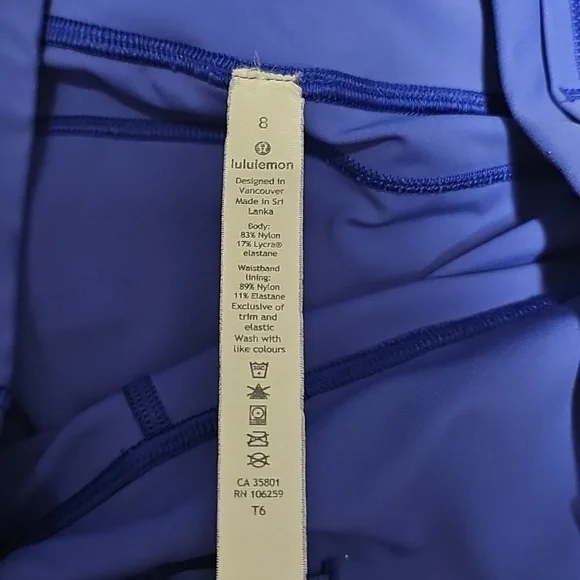 8
lululemon
Designed in
Vancouver
Made in Sri
Lanka
Body:
83% Nylon
17% Lycra®
elastane
Waistband
lining:
89% Nylon
11% Elastane
Exclusive of
trim and
elastic
Wash with
like colours
30C
CA 35801
RN 106259
T6